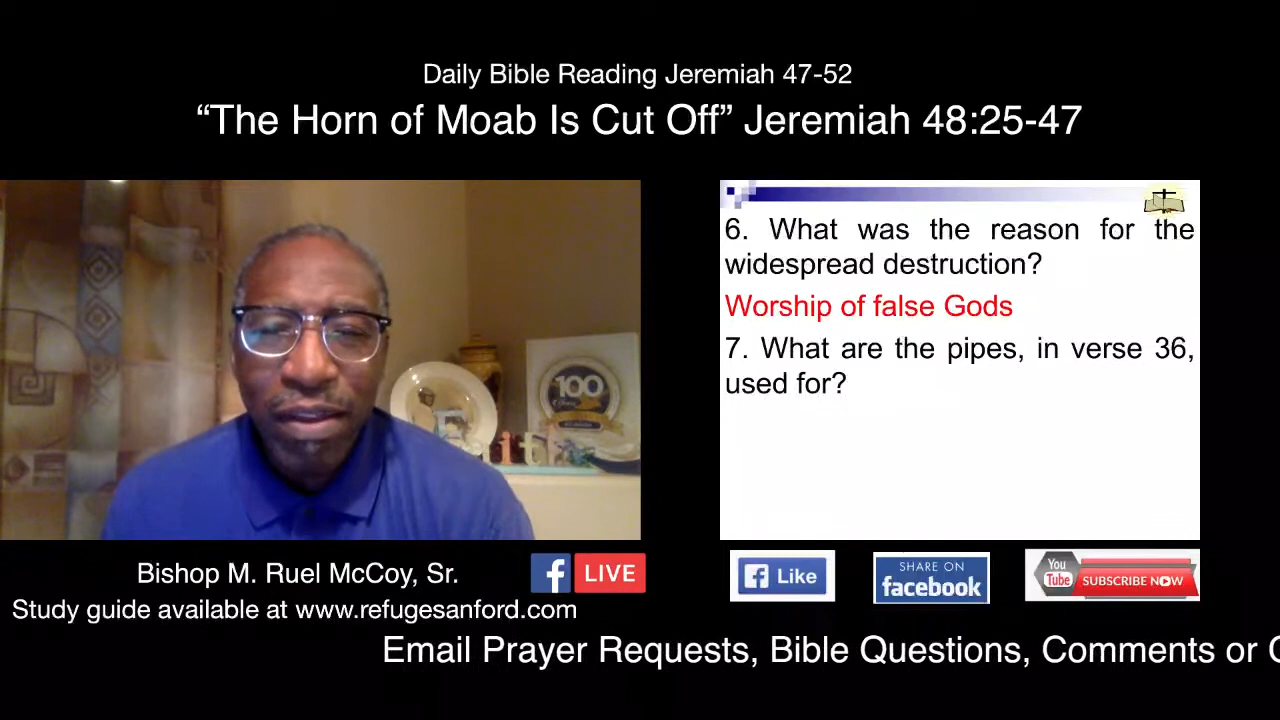 Daily Bible Reading Jeremiah 47-52
“The Horn of Moab Is Cut Off” Jeremiah 48:25-47
6. What was the reason for the
widespread destruction?
Worship of false Gods
7. What are the pipes, in verse 36,
used for?
100
Faith
Bishop M. Ruel McCoy, Sr.
f LIVE
Study guide available at www.refugesanford.com
f Like
SHARE ON
facebook
You
Tube
SUBSCRIBE NOW
Email Prayer Requests, Bible Questions, Comments or